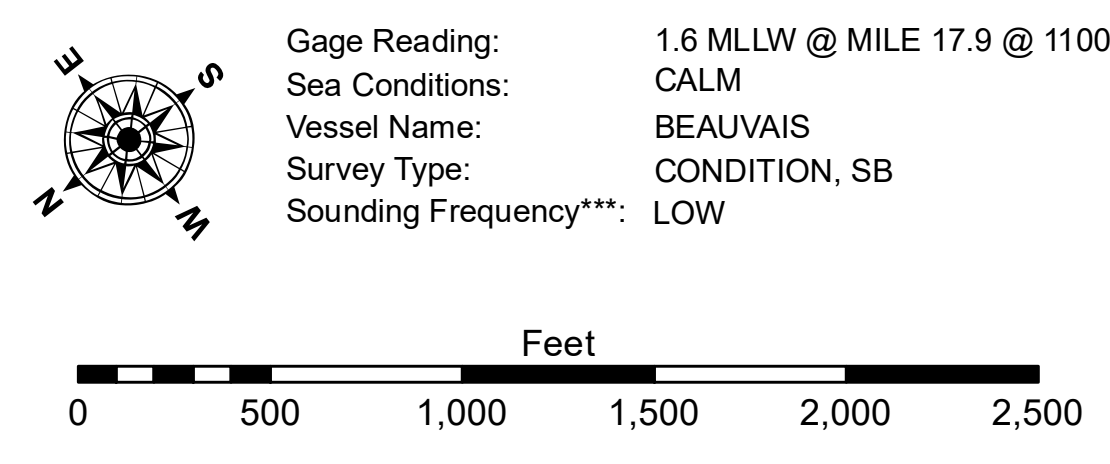 E
S
N
W
Gage Reading: 1.6 MLLW @ MILE 17.9 @ 1100
Sea Conditions: CALM
Vessel Name: BEAUVAIS
Survey Type: CONDITION, SB
Sounding Frequency***: LOW
Feet
0 500 1,000 1,500 2,000 2,500